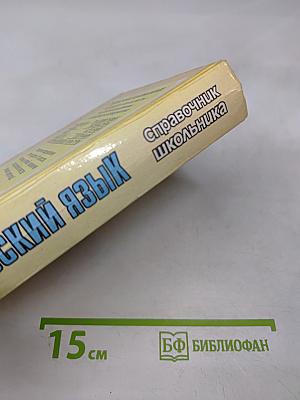 СКИЙ ЯЗЫК
Справочник
школьника
15 см
БФ БИБЛИОФАН